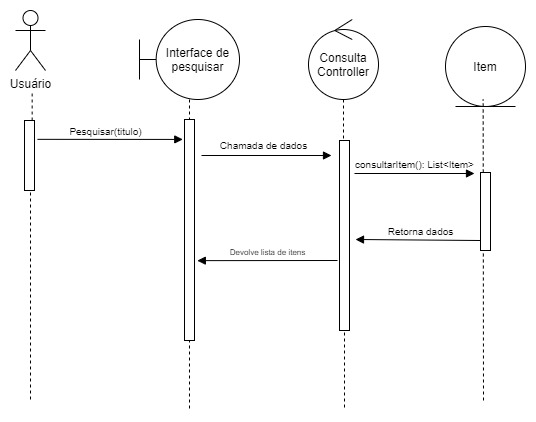 Usuário
Interface de
pesquisar
Consulta
Controller
Item
Pesquisar(titulo)
Chamada de dados
consultarItem(): List<Item>
Retorna dados
Devolve lista de itens